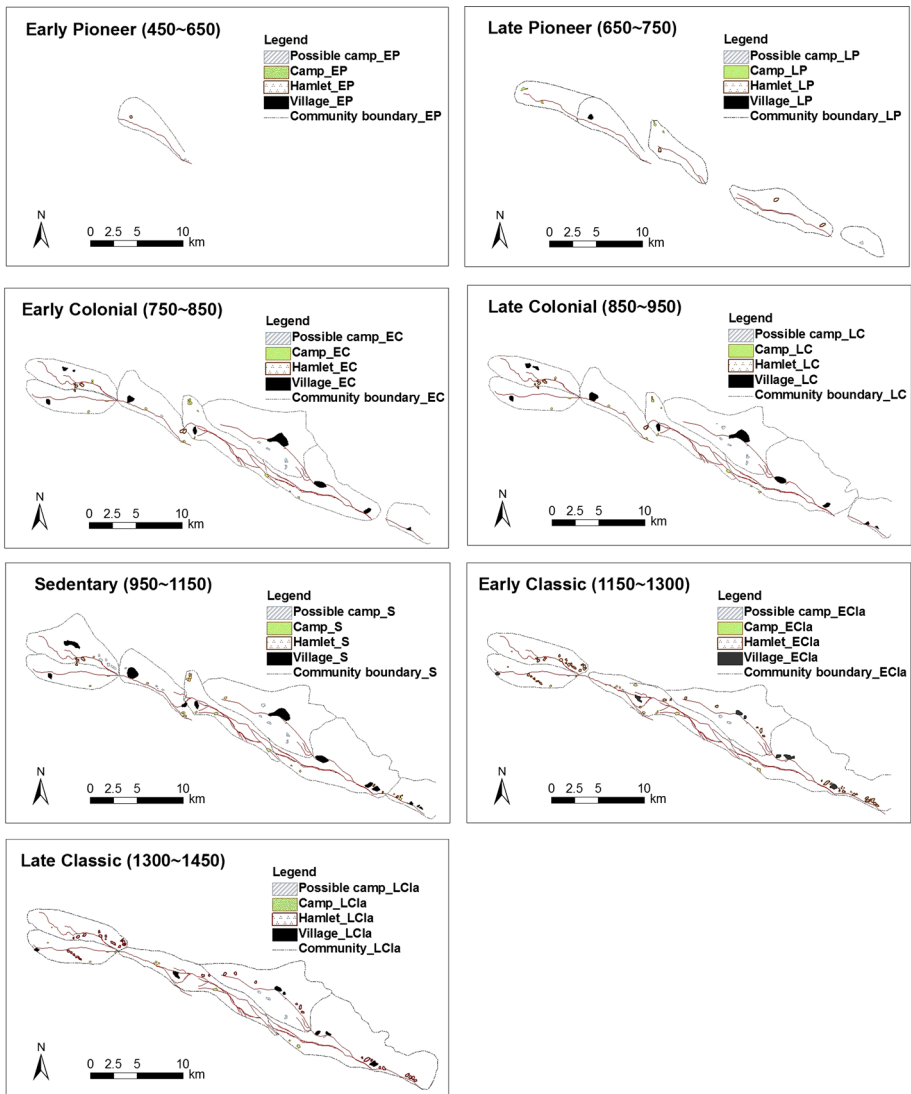 Early Pioneer (450~650)
Legend
Possible camp_EP
Camp_EP
Hamlet_EP
Village_EP
Community boundary_EP
N
0 2.5 5 10
km
Late Pioneer (650~750)
Legend
Possible camp_LP
Camp_LP
Hamlet_LP
Village_LP
Community boundary_LP
N
0 2.5 5 10
km
Early Colonial (750~850)
Legend
Possible camp_EC
Camp_EC
Hamlet_EC
Village_EC
Community boundary_EC
N
0 2.5 5 10
km
Late Colonial (850~950)
Legend
Possible camp_LC
Camp_LC
Hamlet_LC
Village_LC
Community boundary_LC
N
0 2.5 5 10
km
Sedentary (950~1150)
Legend
Possible camp_S
Camp_S
Hamlet_S
Village_S
Community boundary_S
N
0 2.5 5 10
km
Early Classic (1150~1300)
Legend
Possible camp_ECla
Camp_ECla
Hamlet_ECla
Village_ECla
Community boundary_ECla
N
0 2.5 5 10
km
Late Classic (1300~1450)
Legend
Possible camp_LCla
Camp_LCla
Hamlet_LCla
Village_LCla
Community_LCla
N
0 2.5 5 10
km